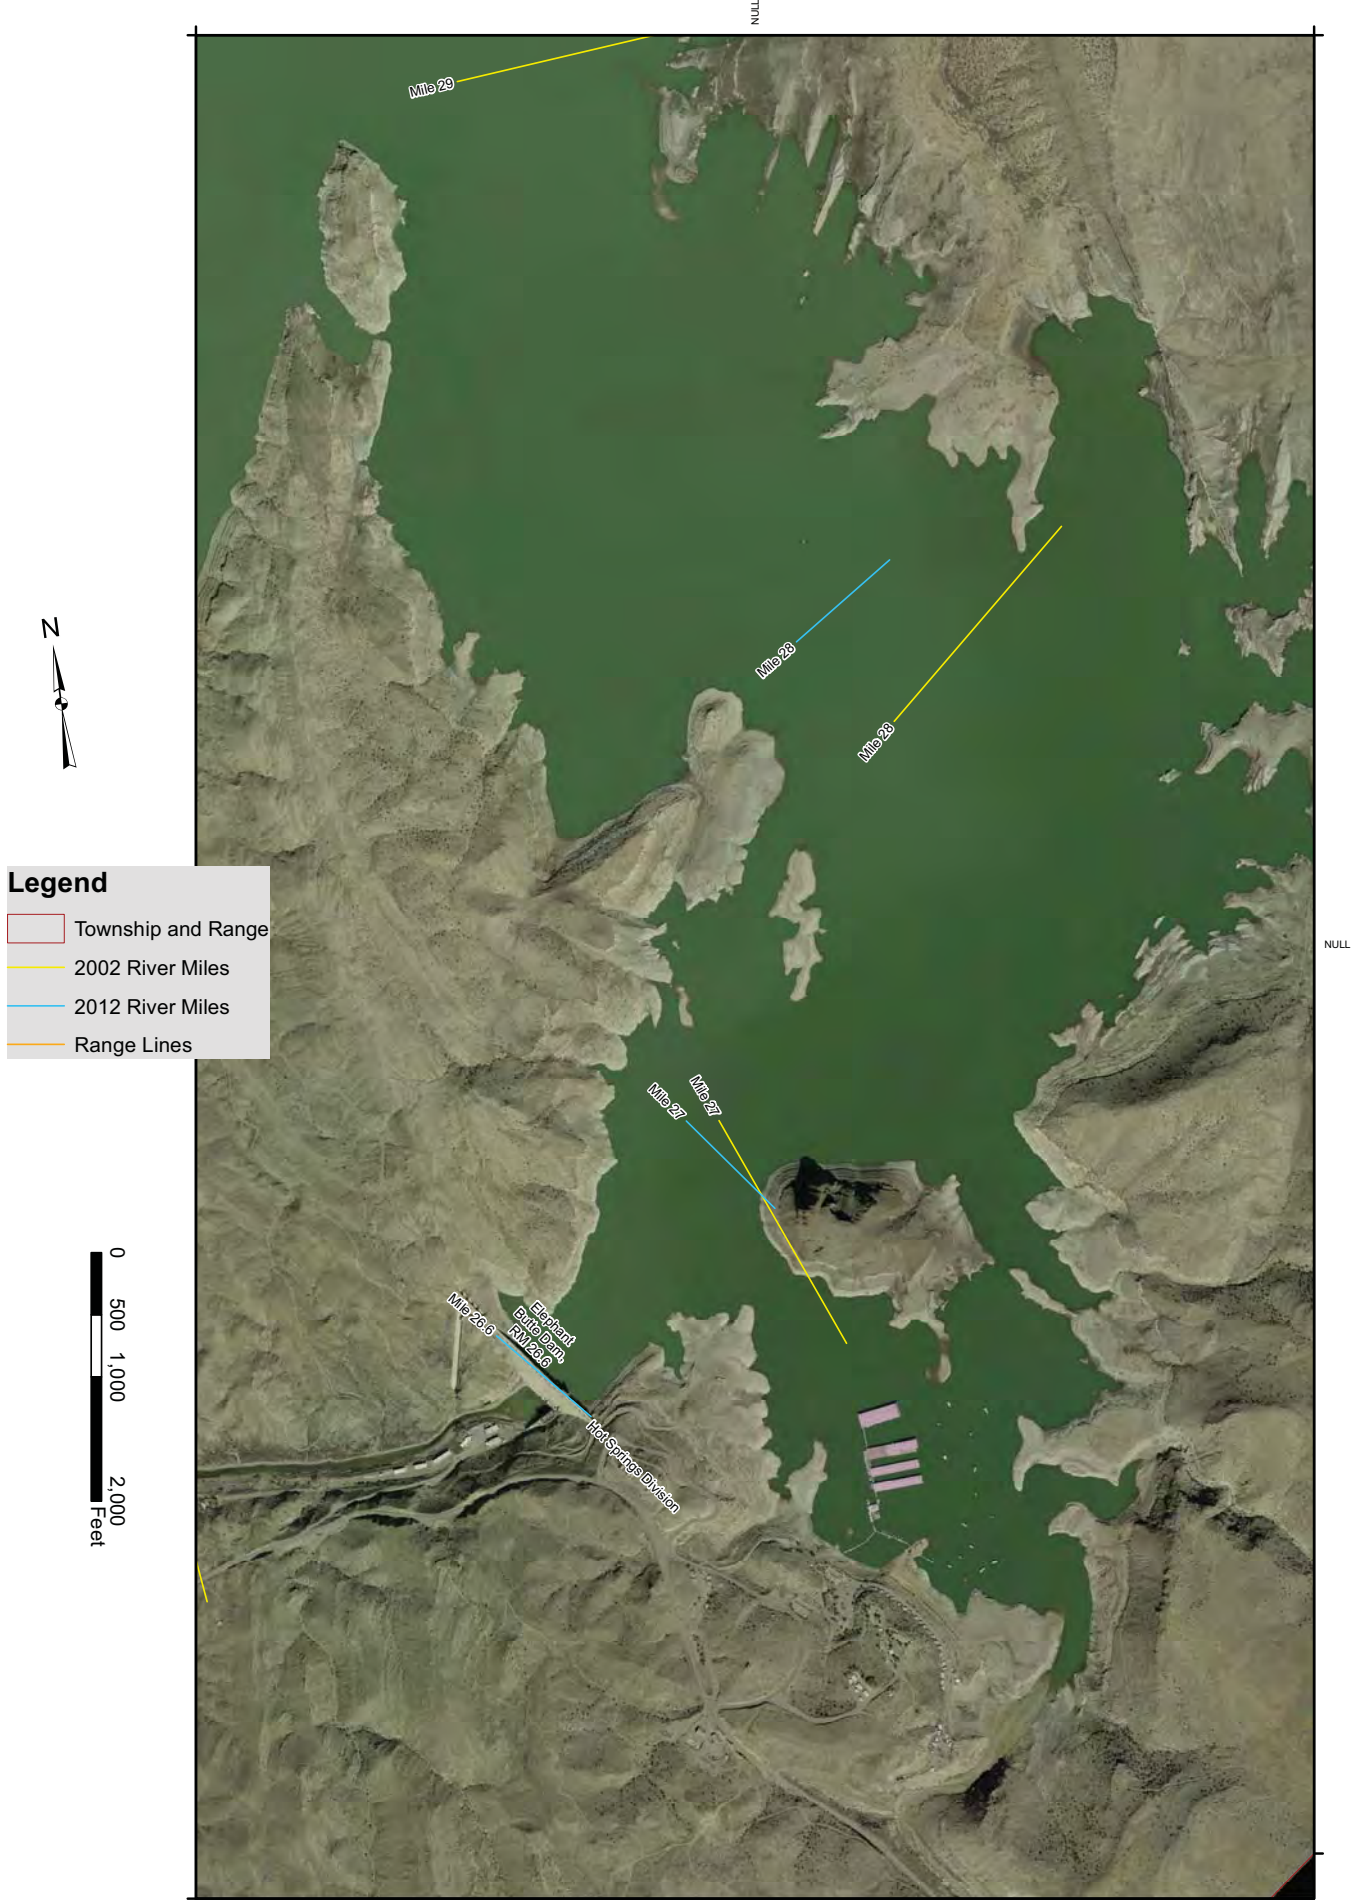 NULL
Mile 29
Mile 28
Mile 28
N
Legend
Township and Range
2002 River Miles
2012 River Miles
Range Lines
NULL
Mile 27
Mile 27
Mile 26.6
Elephant
Butte Dam,
RM 26.6
Hot Springs Division
0 500 1,000 2,000
Feet